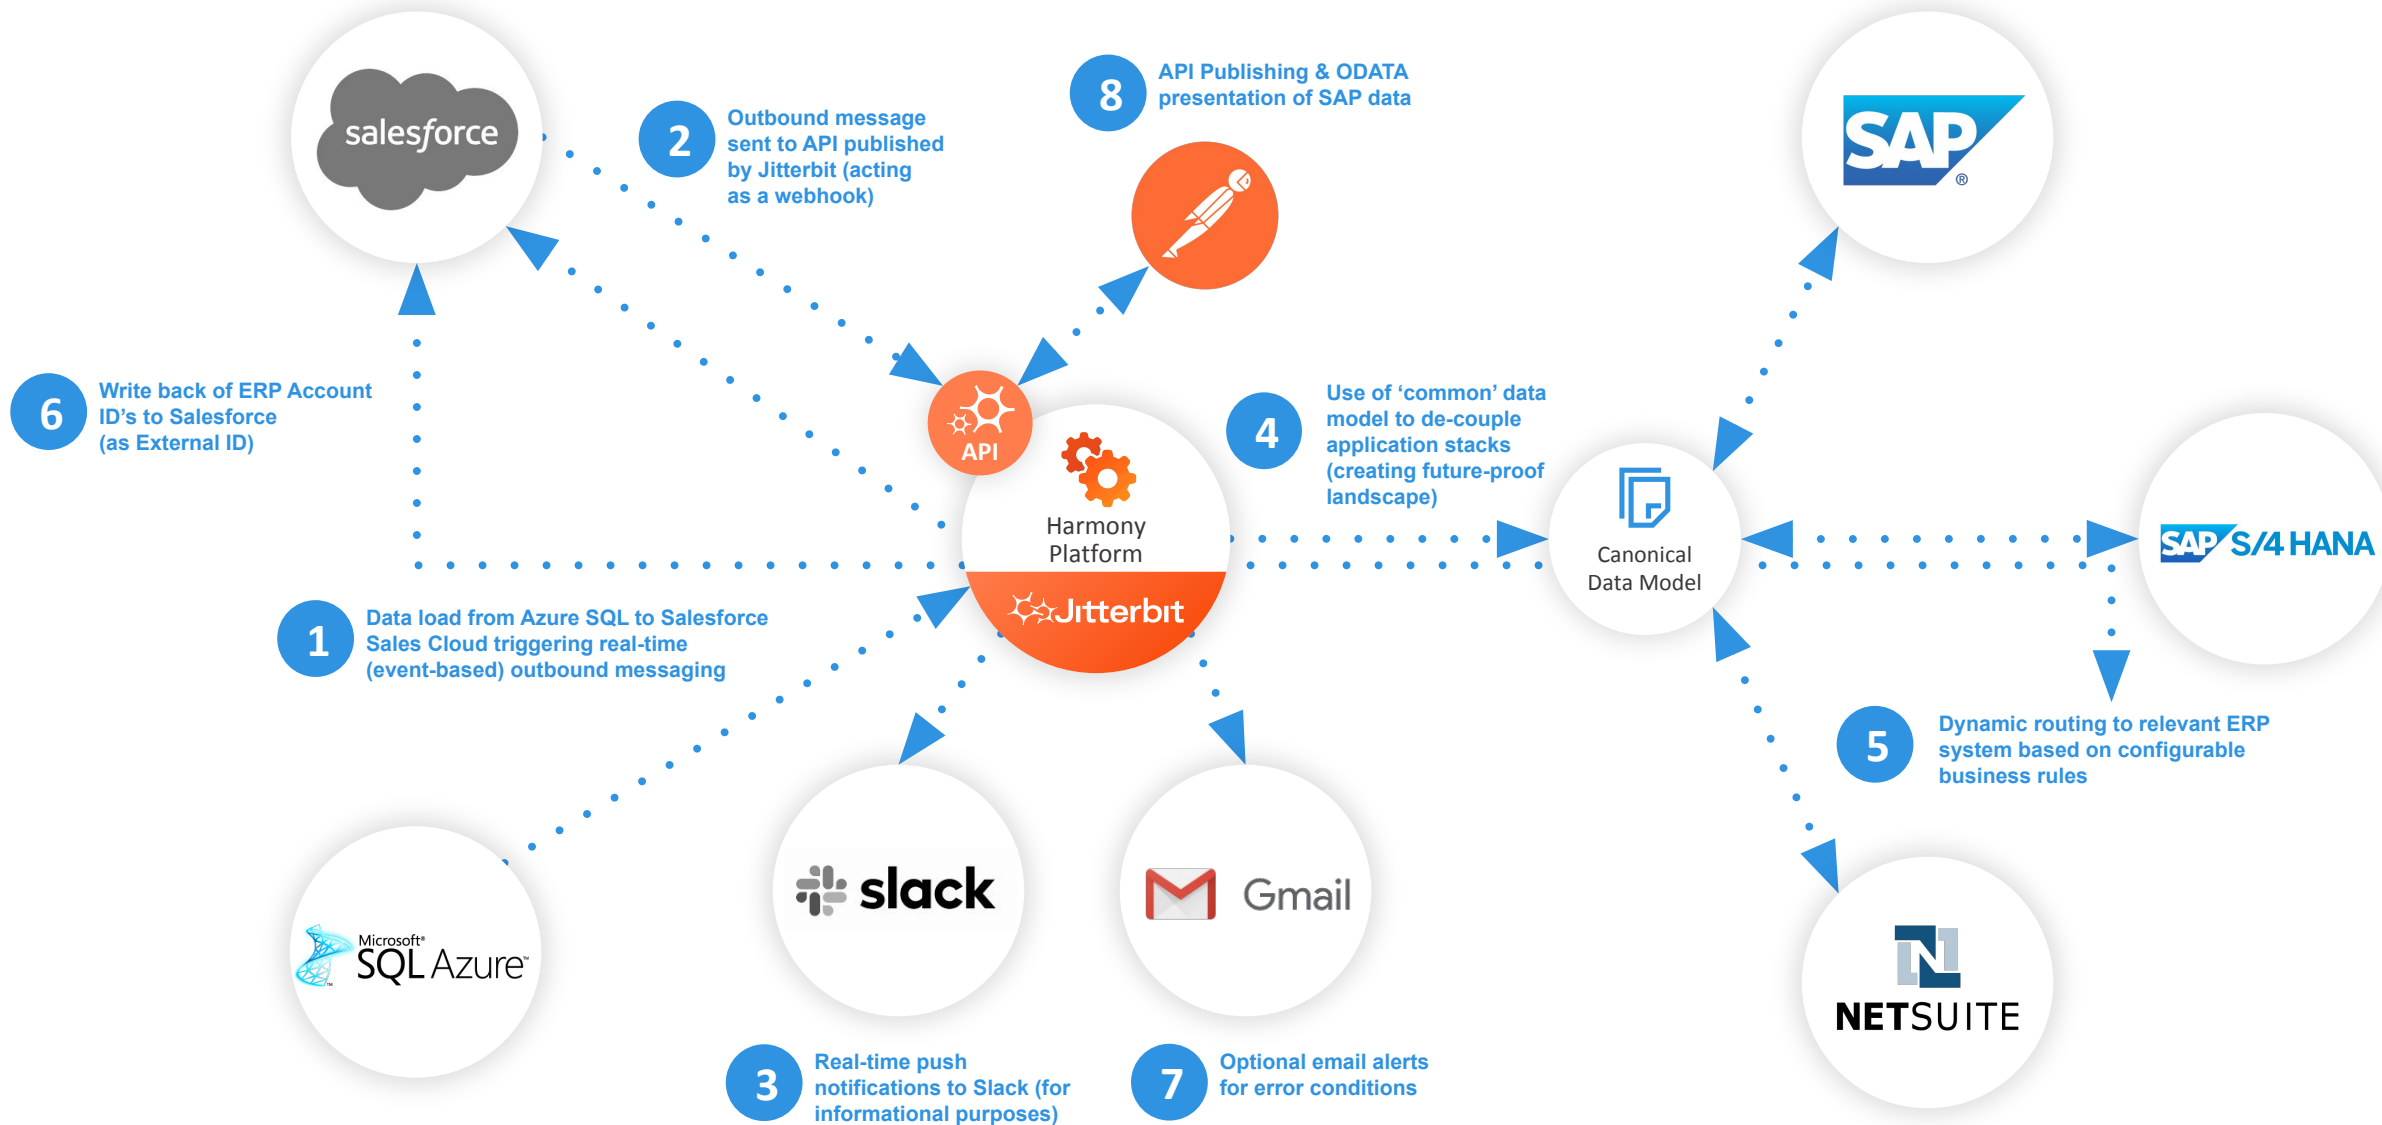 salesforce
2
Outbound message
sent to API published
by Jitterbit (acting
as a webhook)
8
API Publishing & ODATA
presentation of SAP data
SAP
®
6
Write back of ERP Account
ID’s to Salesforce
(as External ID)
API
Harmony
Platform
Jitterbit
4
Use of ‘common’ data
model to de-couple
application stacks
(creating future-proof
landscape)
Canonical
Data Model
SAP S/4 HANA
1
Data load from Azure SQL to Salesforce
Sales Cloud triggering real-time
(event-based) outbound messaging
5
Dynamic routing to relevant ERP
system based on configurable
business rules
Microsoft®
SQL Azure™
slack
Gmail
N
NETSUITE
3
Real-time push
notifications to Slack (for
informational purposes)
7
Optional email alerts
for error conditions